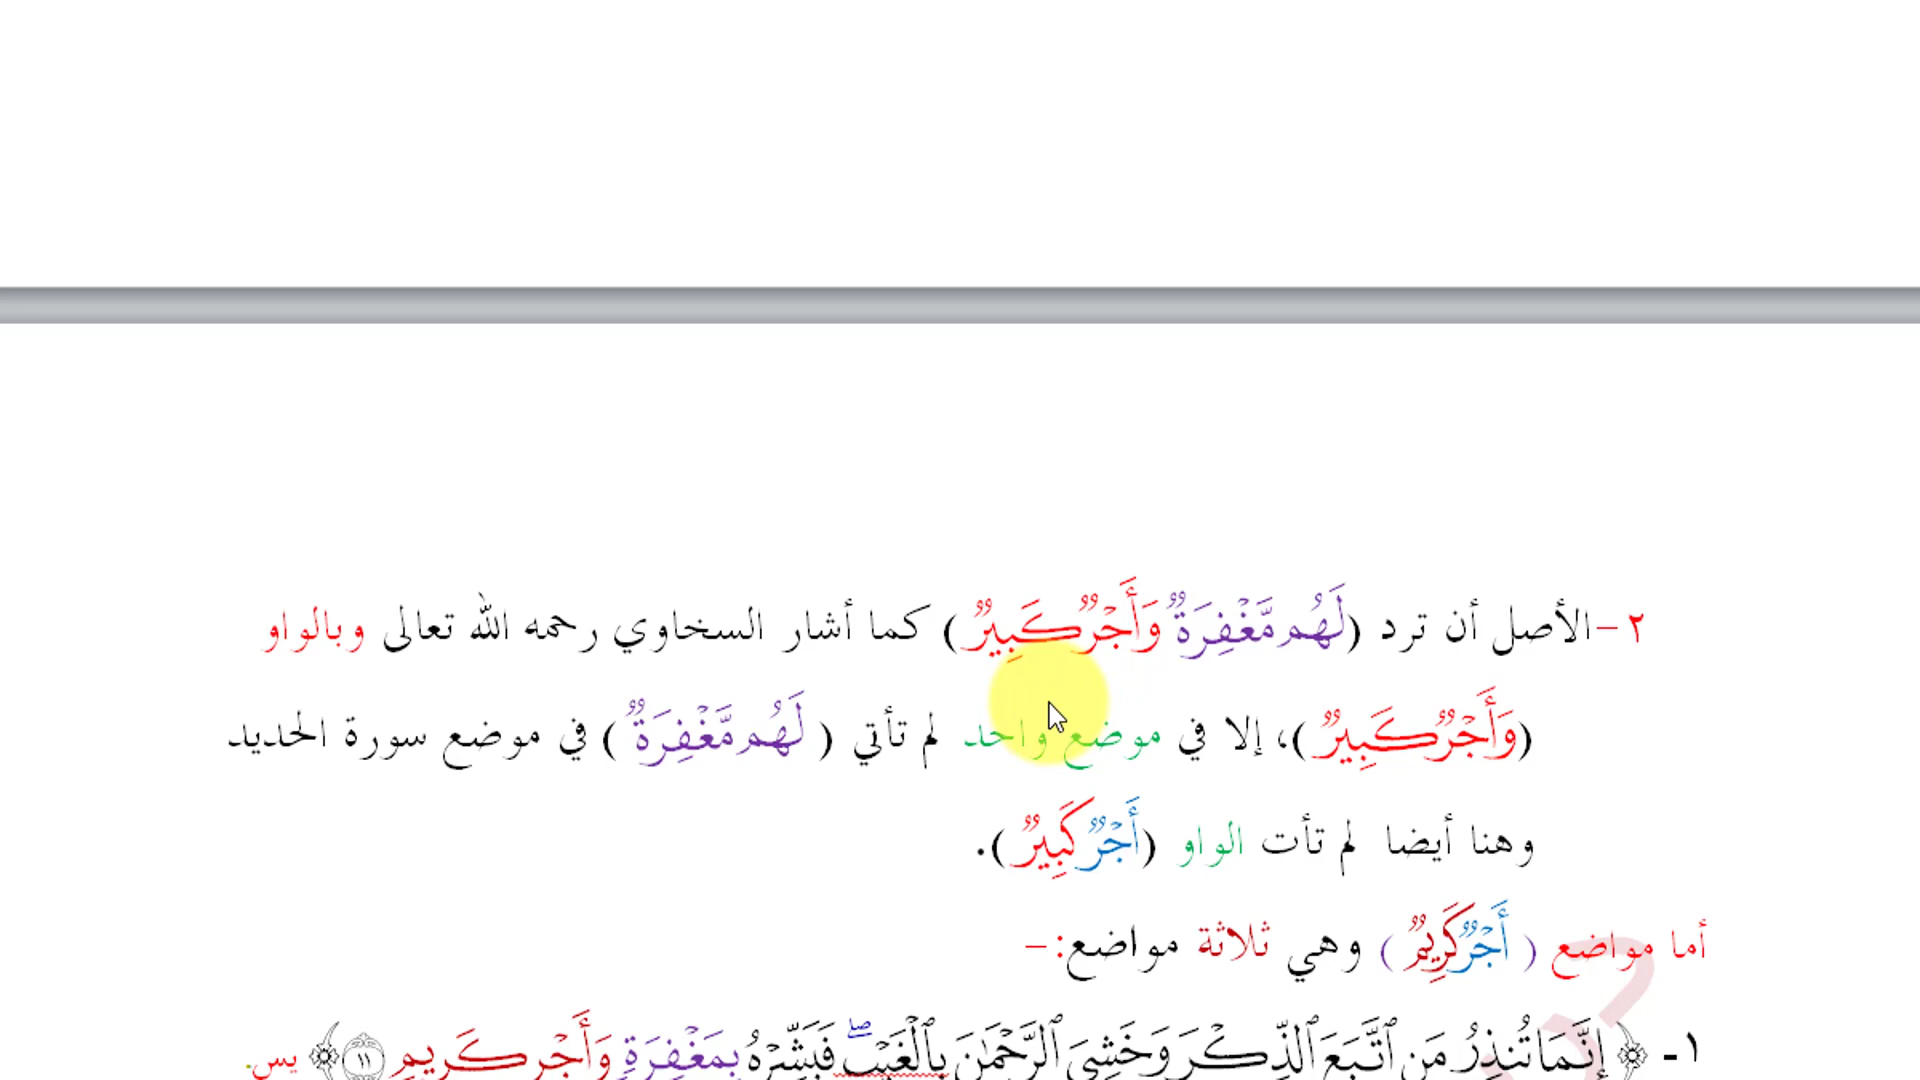 ٢-الأصل أن ترد (لَهُم مَّغْفِرَةٌ وَأَجْرٌ كَبِيرٌ) كما أشار السخاوي رحمه الله تعالى وبالواو
(وَأَجْرٌ كَبِيرٌ)، إلا في موضع واحد لم تأتي ( لَهُم مَّغْفِرَةٌ ) في موضع سورة الحديد
وهنا أيضا لم تأت الواو (أَجْرٌ كَبِيرٌ).
أما مواضع ( أَجْرٌ كَرِيمٌ ) وهي ثلاثة مواضع:-
١- ﴿ إِنَّمَا تُنذِرُ مَنِ ٱتَّبَعَ ٱلذِّكْرَ وَخَشِىَ ٱلرَّحْمَٰنَ بِٱلْغَيْبِ ۖ فَبَشِّرْهُ بِمَغْفِرَةٍ وَأَجْرٍ كَرِيمٍ ١١ ﴾ يس.